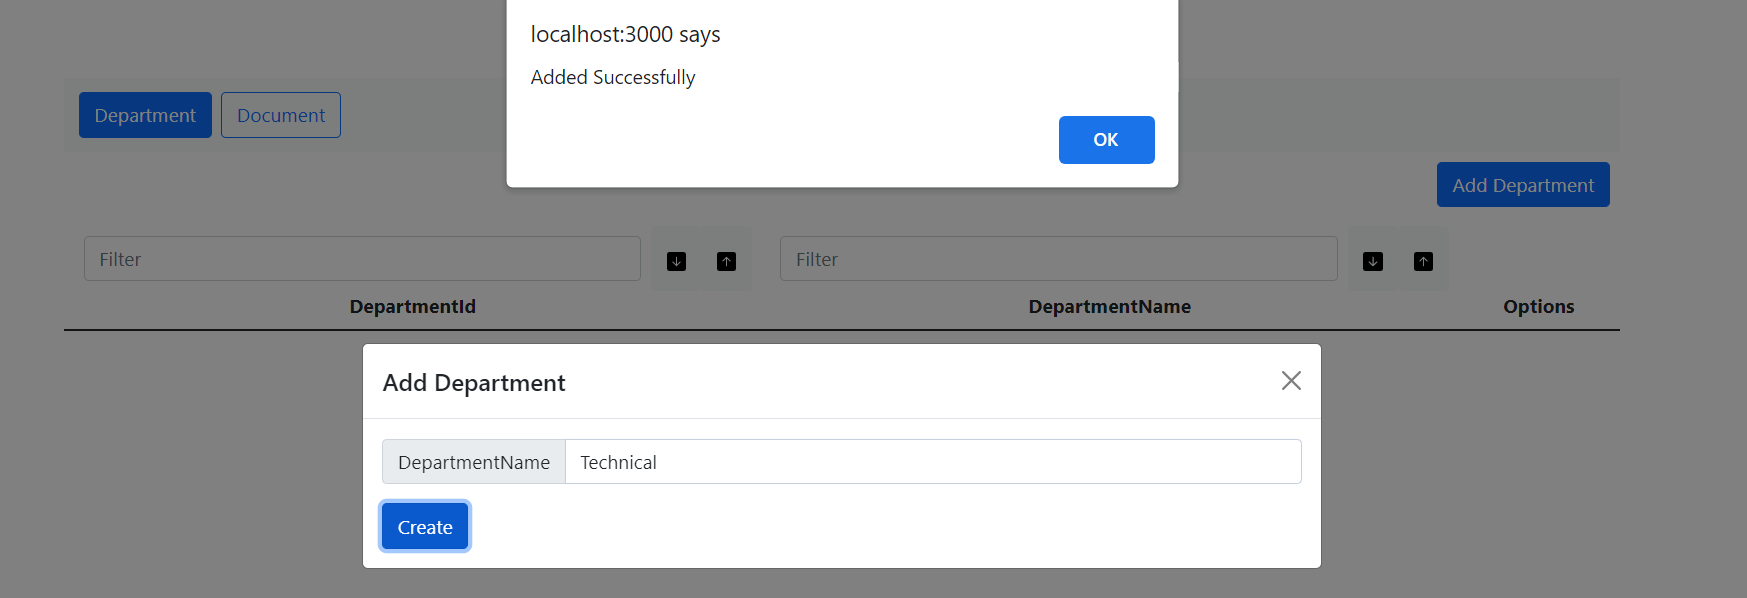 localhost:3000 says
Added Successfully
OK
Department Document
Add Department
Filter Filter
DepartmentId DepartmentName Options
Add Department
DepartmentName Technical
Create